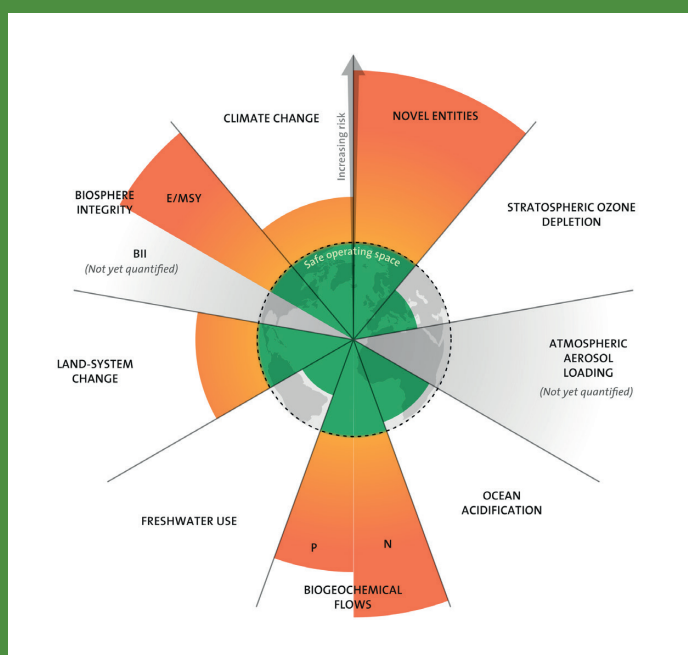 CLIMATE CHANGE
Increasing risk
NOVEL ENTITIES
STRATOSPHERIC OZONE
DEPLETION
BIOSPHERE
INTEGRITY
E/MSY
BII
(Not yet quantified)
Safe operating space
ATMOSPHERIC
AEROSOL
LOADING
(Not yet quantified)
LAND-SYSTEM
CHANGE
OCEAN
ACIDIFICATION
FRESHWATER USE
P
N
BIOGEOCHEMICAL
FLOWS